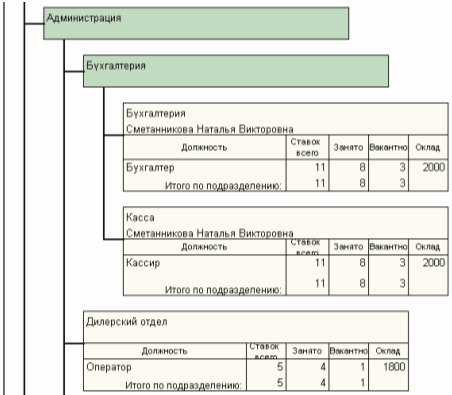 Администрация
Бухгалтерия
Бухгалтерия
Сметанникова Наталья Викторовна
Должность Ставок всего Занято Вакантно Оклад
Бухгалтер 11 8 3 2000
Итого по подразделению: 11 8 3
Касса
Сметанникова Наталья Викторовна
Должность Ставок всего Занято Вакантно Оклад
Кассир 11 8 3 2000
Итого по подразделению: 11 8 3
Дилерский отдел
Должность Ставок всего Занято Вакантно Оклад
Оператор 5 4 1 1800
Итого по подразделению: 5 4 1